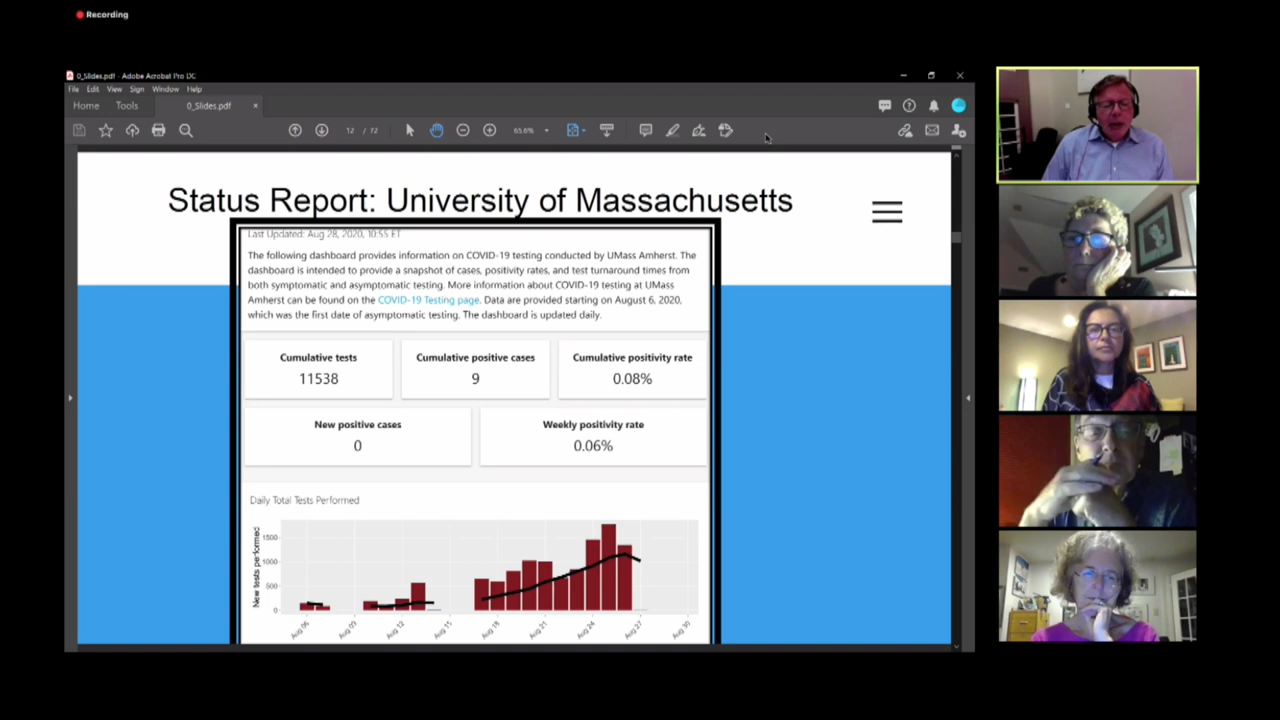 Recording
0_Slides.pdf - Adobe Acrobat Pro DC
File Edit View Sign Window Help
Home Tools 0_Slides.pdf ×
12 / 72 65.6%
Status Report: University of Massachusetts
Last Updated: Aug 28, 2020, 10:55 ET
The following dashboard provides information on COVID-19 testing conducted by UMass Amherst. The
dashboard is intended to provide a snapshot of cases, positivity rates, and test turnaround times from
both symptomatic and asymptomatic testing. More information about COVID-19 testing at UMass
Amherst can be found on the COVID-19 Testing page. Data are provided starting on August 6, 2020,
which was the first date of asymptomatic testing. The dashboard is updated daily.
Cumulative tests Cumulative positive cases Cumulative positivity rate
11538 9 0.08%
New positive cases Weekly positivity rate
0 0.06%
Daily Total Tests Performed
New tests performed
1500
1000
500
0
Aug 06 Aug 09 Aug 12 Aug 15 Aug 18 Aug 21 Aug 24 Aug 27 Aug 30